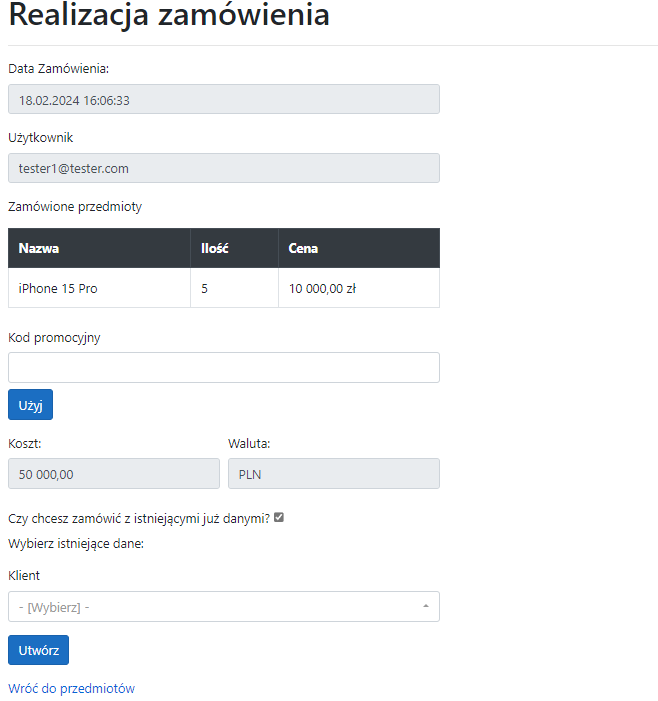 Realizacja zamówienia
Data Zamówienia:
18.02.2024 16:06:33
Użytkownik
tester1@tester.com
Zamówione przedmioty
Nazwa Ilość Cena
iPhone 15 Pro 5 10 000,00 zł
Kod promocyjny
Użyj
Koszt: Waluta:
50 000,00 PLN
Czy chcesz zamówić z istniejącymi już danymi?
Wybierz istniejące dane:
Klient
- [Wybierz] -
Utwórz
Wróć do przedmiotów